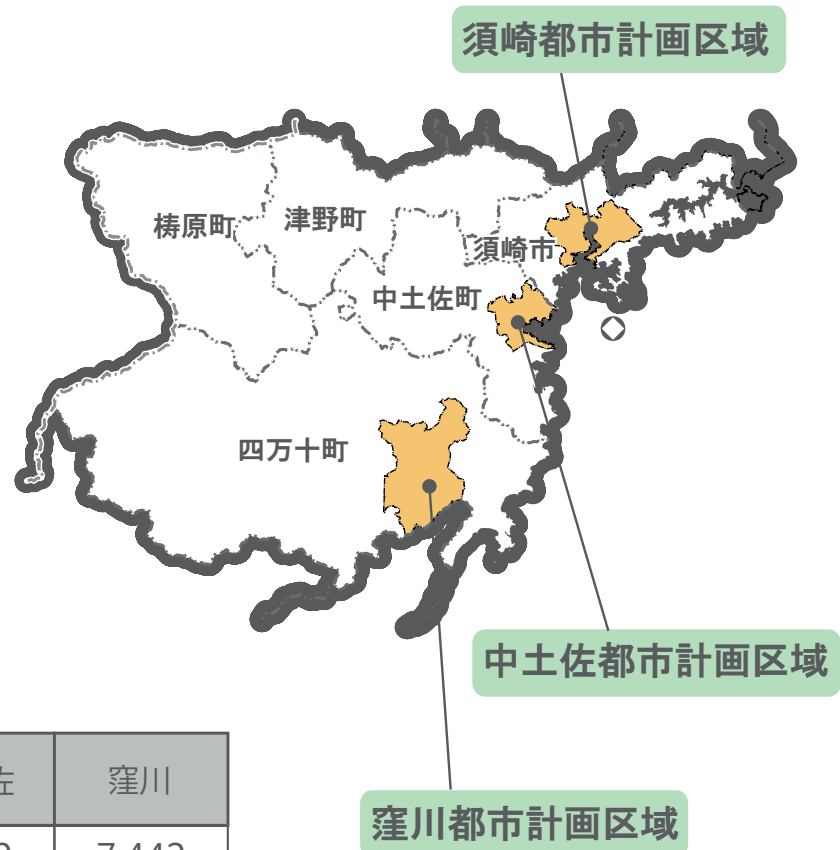 須崎都市計画区域
梼原町
津野町
須崎市
中土佐町
四万十町
中土佐都市計画区域
窪川
窪川都市計画区域